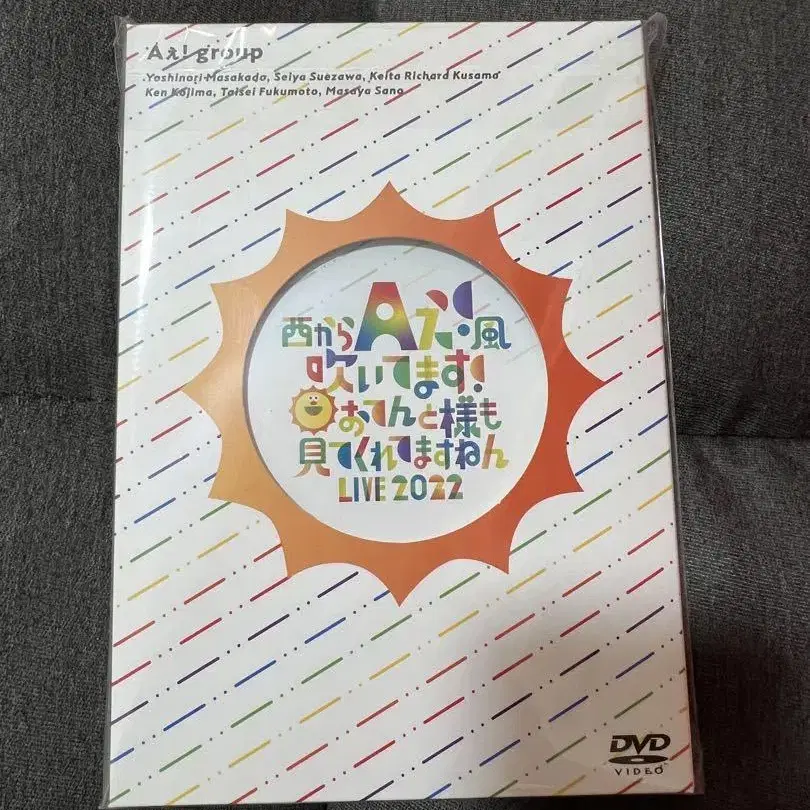 Aぇ! group
Yoshinori Masakado, Seiya Suezawa, Keita Richard Kusama
Ken Kojima, Taisei Fukumoto, Masaya Sano
西からAぇ!風
吹いてます!
おてんと様も
見てくれてますねん
LIVE 2022
DVD
VIDEO